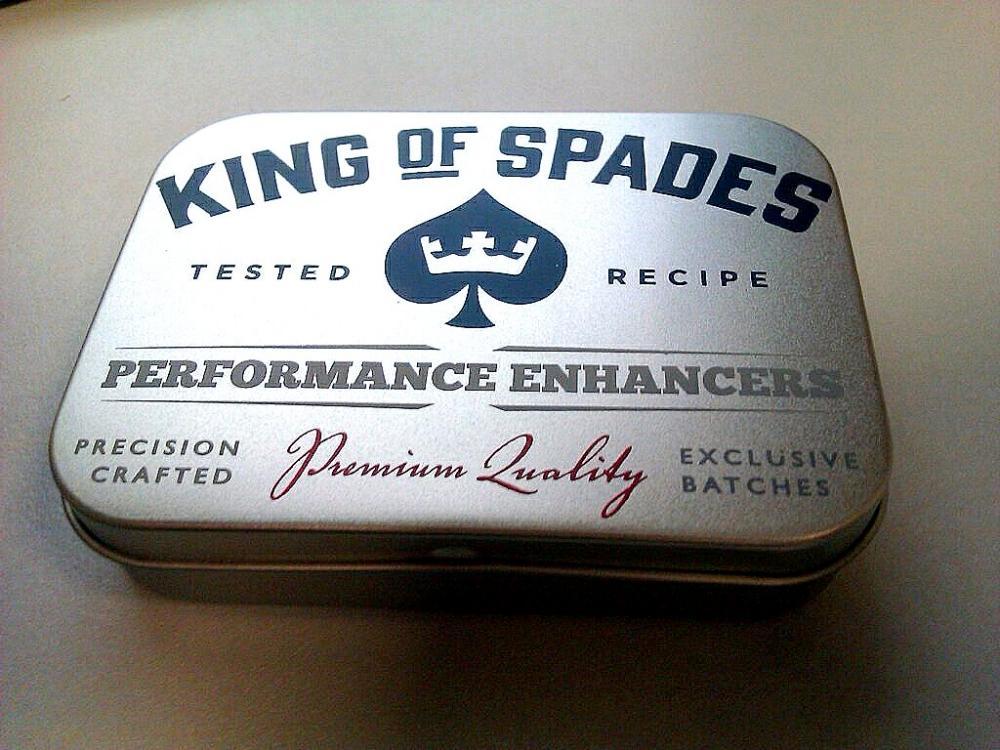 KING OF SPADES
TESTED RECIPE
PERFORMANCE ENHANCERS
PRECISION CRAFTED
Premium Quality
EXCLUSIVE BATCHES